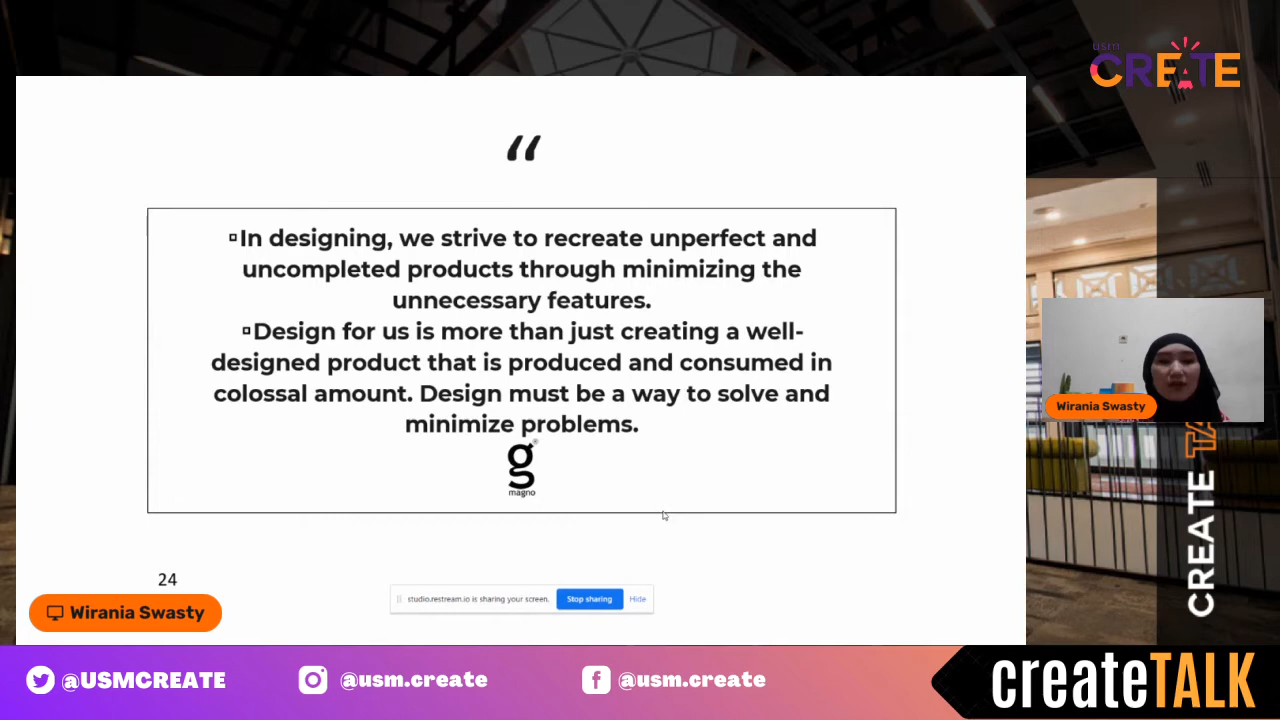 usm
CREATE
“
▫In designing, we strive to recreate unperfect and
uncompleted products through minimizing the
unnecessary features.
▫Design for us is more than just creating a well-
designed product that is produced and consumed in
colossal amount. Design must be a way to solve and
minimize problems.
g®
magno
24
studio.restream.io is sharing your screen.
Stop sharing
Hide
Wirania Swasty
Wirania Swasty
CREATE TA
@USMCREATE
@usm.create
@usm.create
createTALK